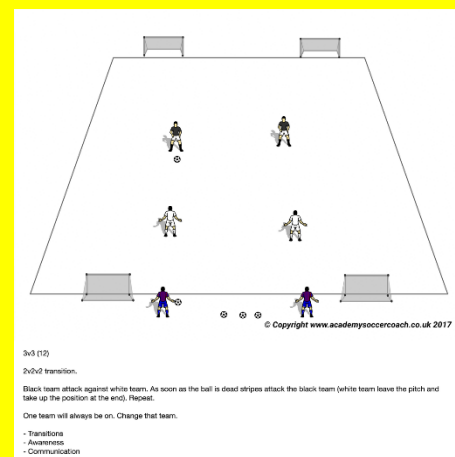 © Copyright www.academysoccercoach.co.uk 2017
3v3 (12)
2v2v2 transition.
Black team attack against white team. As soon as the ball is dead stripes attack the black team (white team leave the pitch and
take up the position at the end). Repeat.
One team will always be on. Change that team.
- Transitions
- Awareness
- Communication